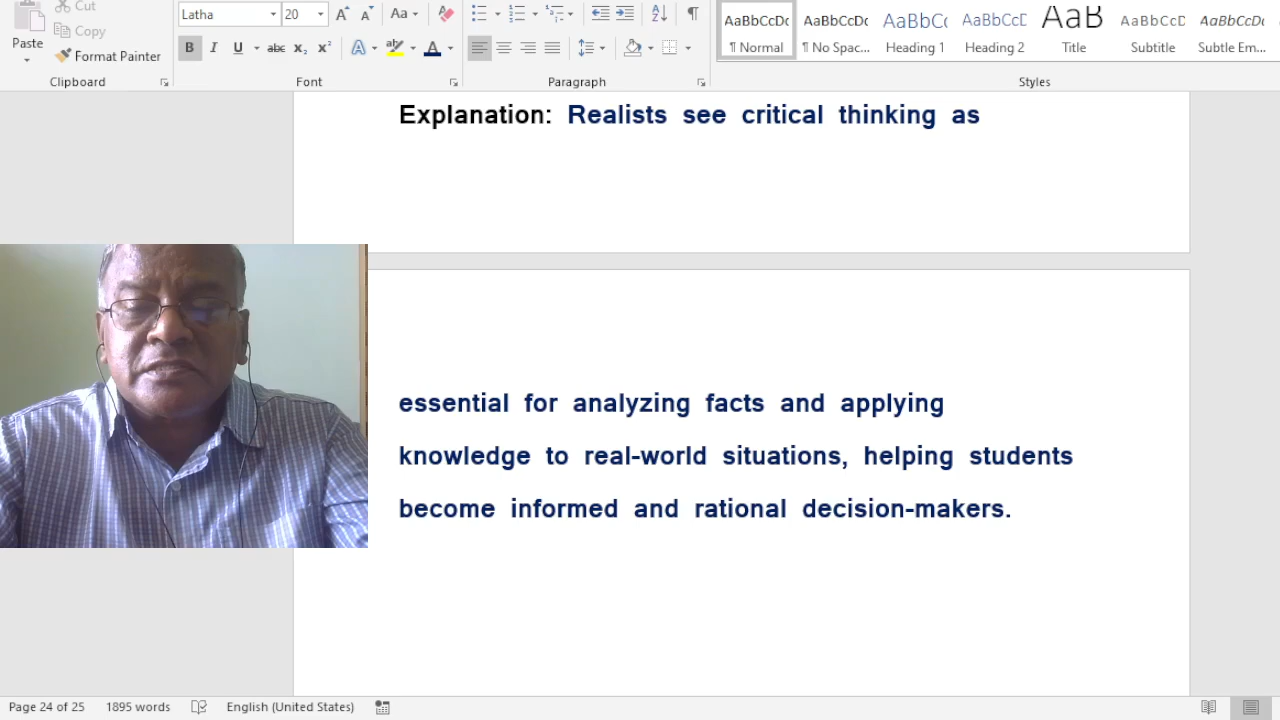 Cut
Copy
Format Painter
Paste
Clipboard
Latha 20
Aa
B I U abc x₂ x²
Font
Paragraph
AaBbCcDc AaBbCcDc AaBbC AaBbCcD AaB AaBbCcD AaBbCcDc
¶ Normal ¶ No Spac... Heading 1 Heading 2 Title Subtitle Subtle Em...
Styles
Explanation: Realists see critical thinking as
essential for analyzing facts and applying
knowledge to real-world situations, helping students
become informed and rational decision-makers.
Page 24 of 25 1895 words English (United States)